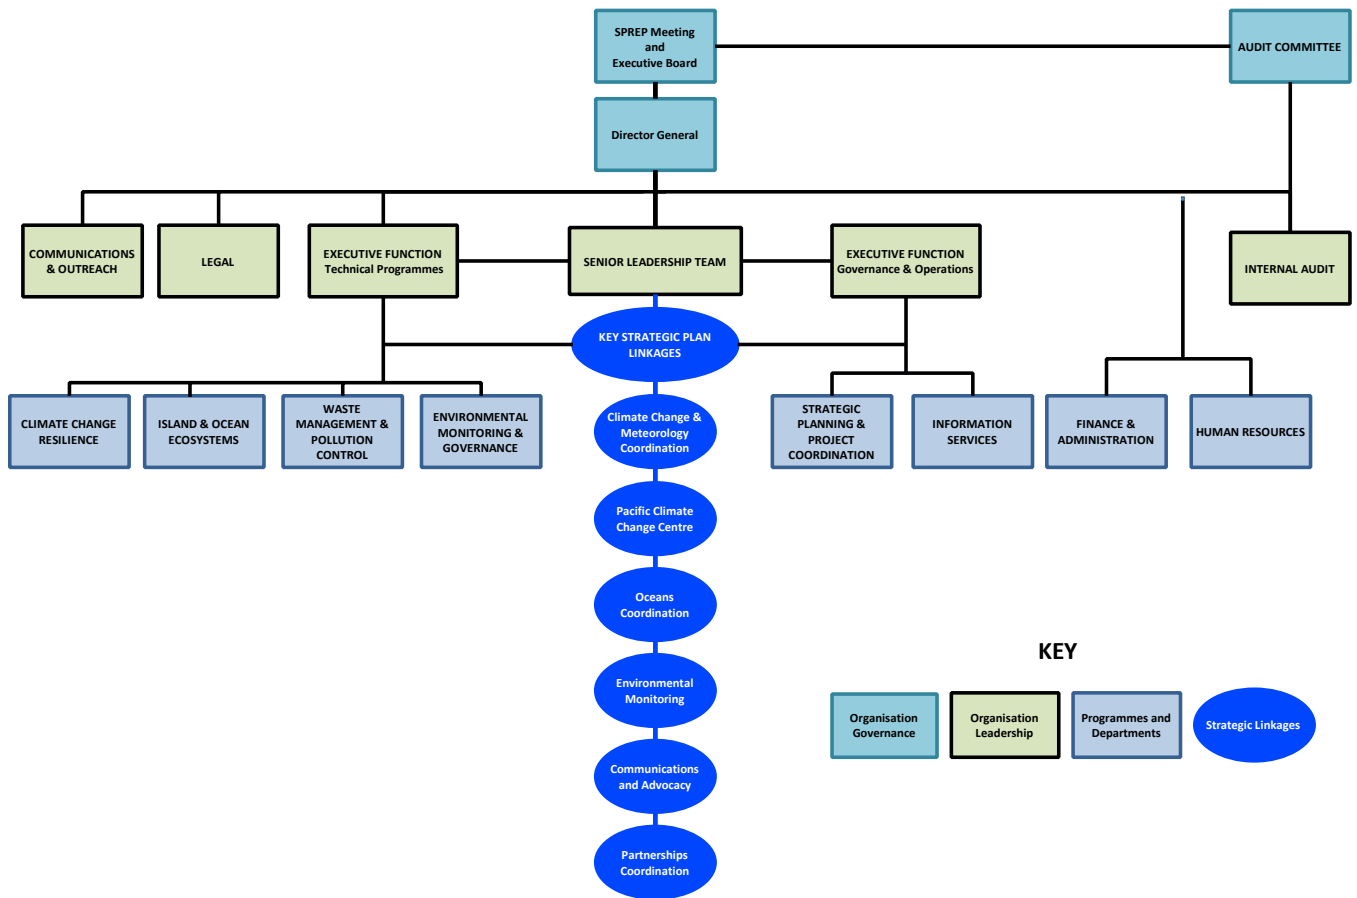 SPREP Meeting
and
Executive Board
AUDIT COMMITTEE
Director General
COMMUNICATIONS
& OUTREACH
LEGAL
EXECUTIVE FUNCTION
Technical Programmes
SENIOR LEADERSHIP TEAM
EXECUTIVE FUNCTION
Governance & Operations
INTERNAL AUDIT
KEY STRATEGIC PLAN
LINKAGES
CLIMATE CHANGE
RESILIENCE
ISLAND & OCEAN
ECOSYSTEMS
WASTE
MANAGEMENT &
POLLUTION
CONTROL
ENVIRONMENTAL
MONITORING &
GOVERNANCE
Climate Change &
Meteorology
Coordination
STRATEGIC
PLANNING &
PROJECT
COORDINATION
INFORMATION
SERVICES
FINANCE &
ADMINISTRATION
HUMAN RESOURCES
Pacific Climate
Change Centre
Oceans
Coordination
Environmental
Monitoring
Communications
and Advocacy
Partnerships
Coordination
KEY
Organisation
Governance
Organisation
Leadership
Programmes and
Departments
Strategic Linkages